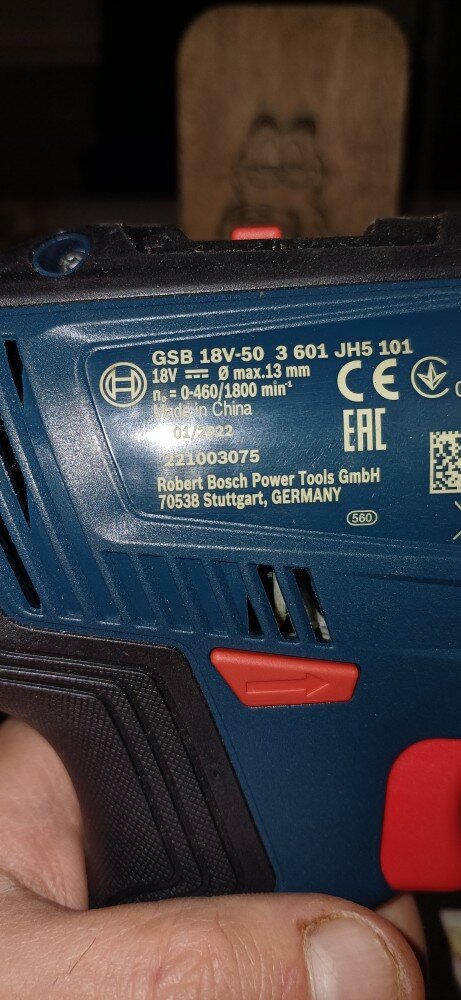 GSB 18V-50 3 601 JH5 101
18V ⎓ Ø max.13 mm
n₀ = 0-460/1800 min⁻¹
Made in China
01/2022
221003075
Robert Bosch Power Tools GmbH
70538 Stuttgart, GERMANY
CE
EAC
560